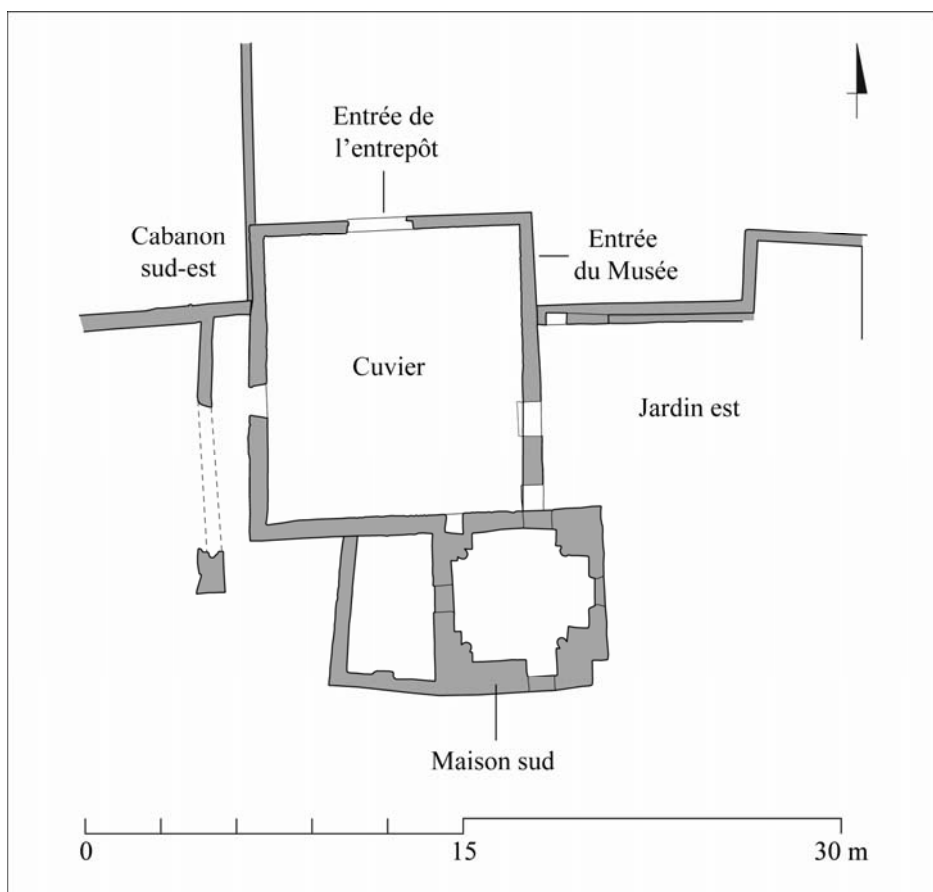 Entrée de
l'entrepôt
Cabanon
sud-est
Entrée
du Musée
Cuvier
Jardin est
Maison sud
0
15
30 m